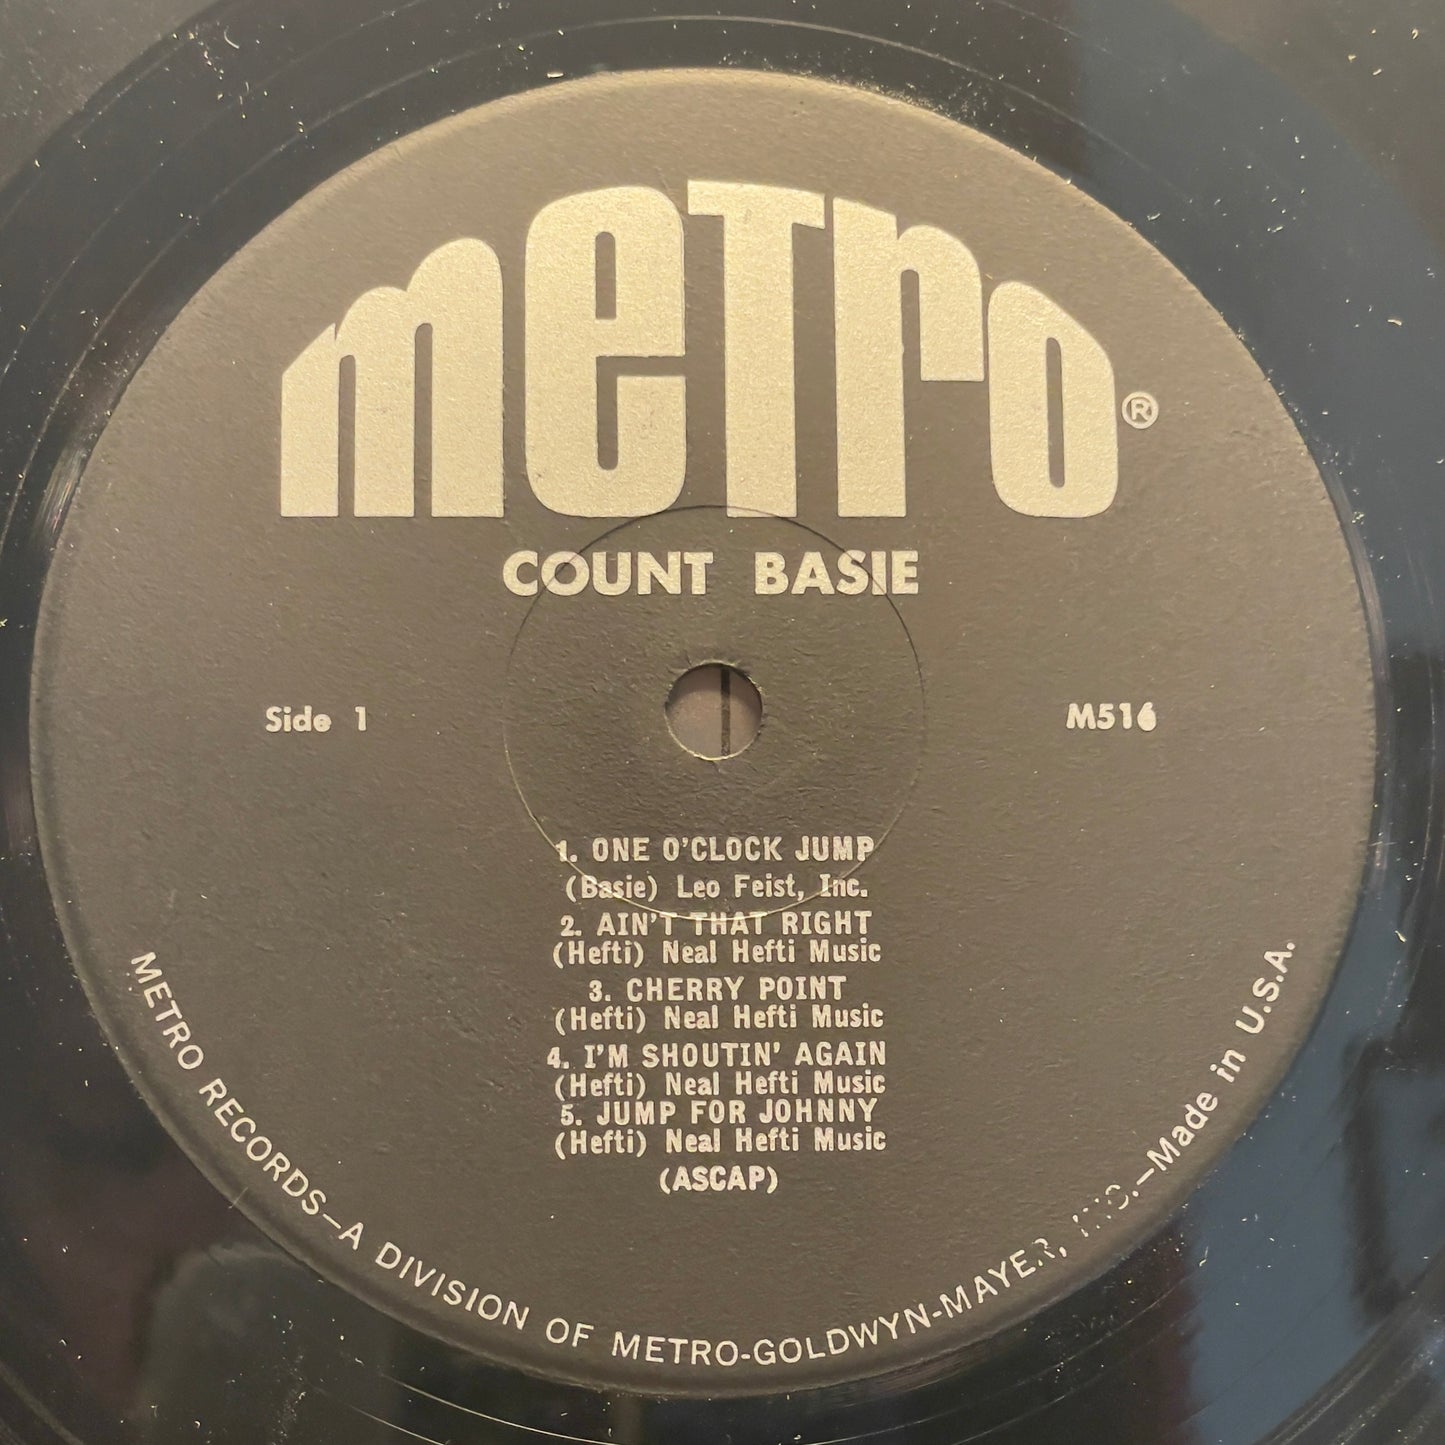 meTro®
COUNT BASIE
Side 1
M516
1. ONE O'CLOCK JUMP
(Basie) Leo Feist, Inc.
2. AIN'T THAT RIGHT
(Hefti) Neal Hefti Music
3. CHERRY POINT
(Hefti) Neal Hefti Music
4. I'M SHOUTIN' AGAIN
(Hefti) Neal Hefti Music
5. JUMP FOR JOHNNY
(Hefti) Neal Hefti Music
(ASCAP)
METRO RECORDS—A DIVISION OF METRO-GOLDWYN-MAYER, INC.—Made in U.S.A.